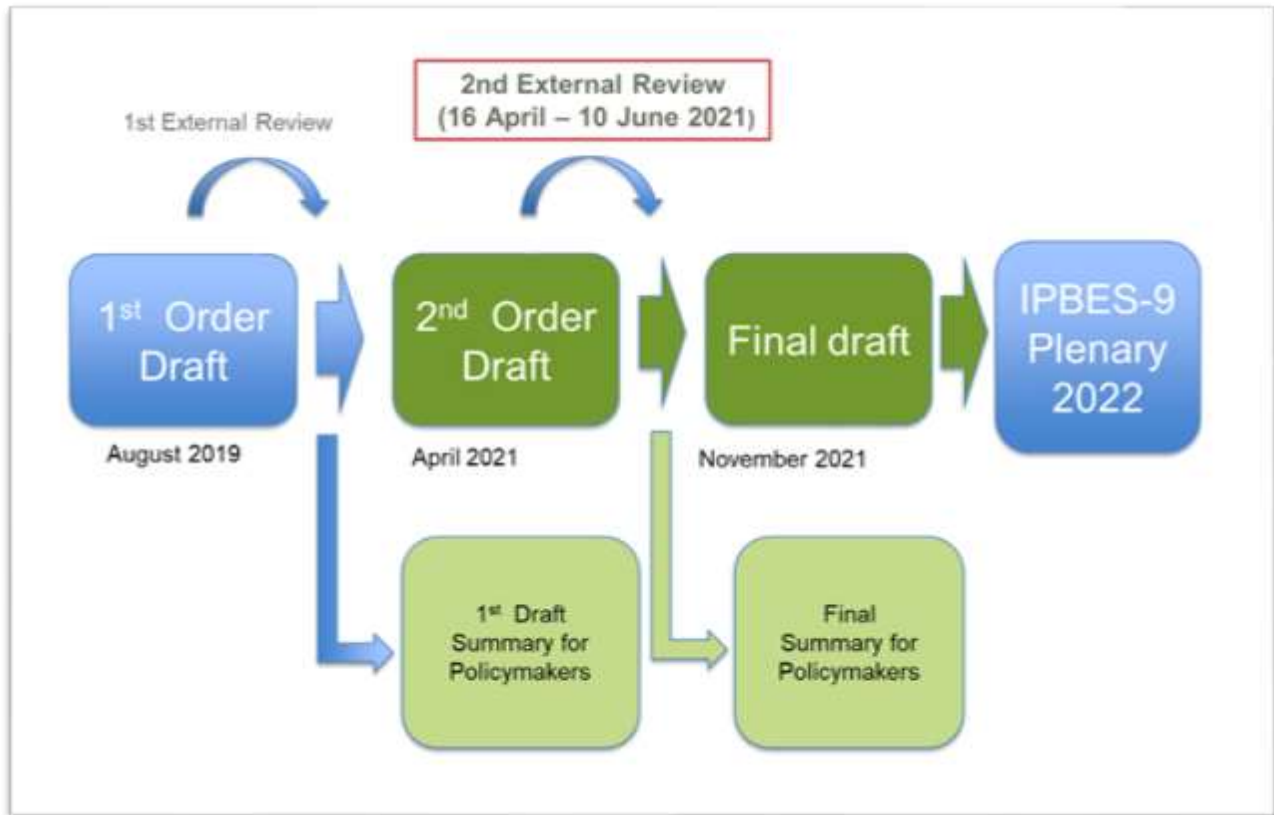 2nd External Review
(16 April – 10 June 2021)
1st External Review
1st Order
Draft
2nd Order
Draft
Final draft
IPBES-9
Plenary
2022
August 2019
April 2021
November 2021
1st Draft
Summary for
Policymakers
Final
Summary for
Policymakers